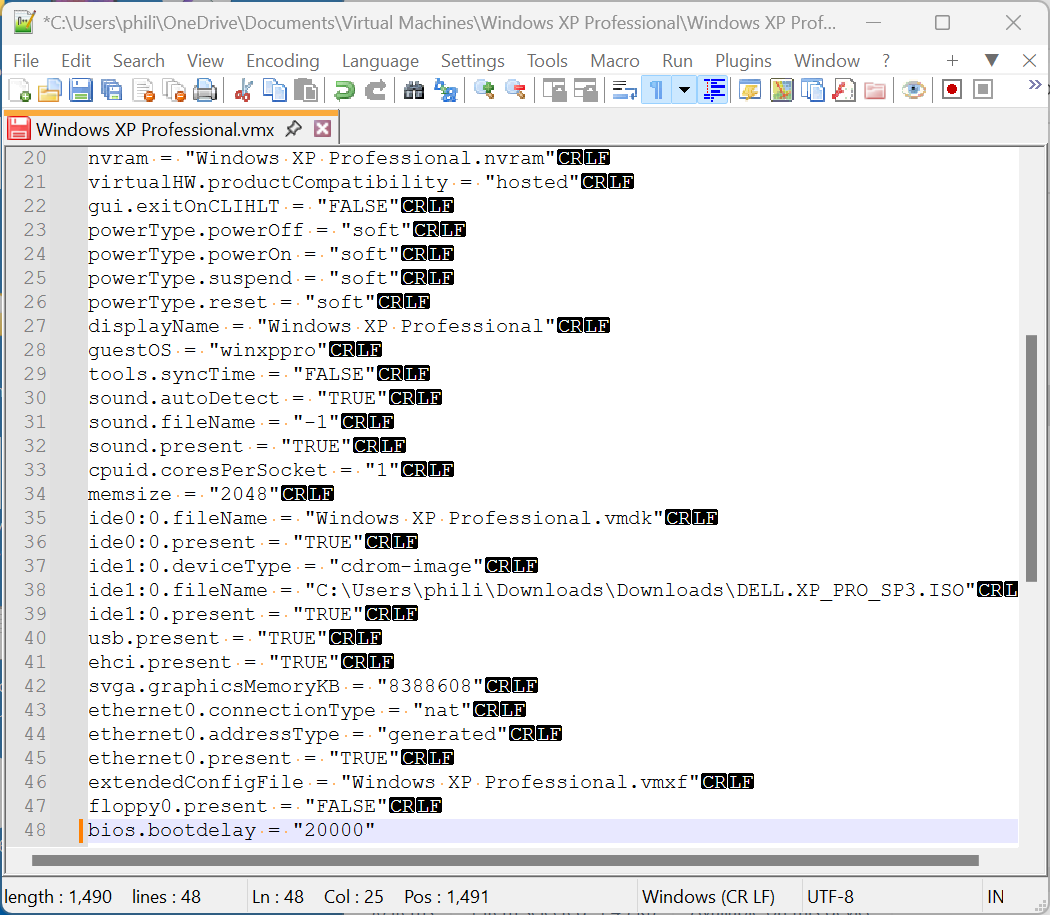 *C:\Users\phili\OneDrive\Documents\Virtual Machines\Windows XP Professional\Windows XP Prof...
File Edit Search View Encoding Language Settings Tools Macro Run Plugins Window ? + ▼ ×
Windows XP Professional.vmx
20 nvram = "Windows XP Professional.nvram"CRLF
21 virtualHW.productCompatibility = "hosted"CRLF
22 gui.exitOnCLIHLT = "FALSE"CRLF
23 powerType.powerOff = "soft"CRLF
24 powerType.powerOn = "soft"CRLF
25 powerType.suspend = "soft"CRLF
26 powerType.reset = "soft"CRLF
27 displayName = "Windows XP Professional"CRLF
28 guestOS = "winxppro"CRLF
29 tools.syncTime = "FALSE"CRLF
30 sound.autoDetect = "TRUE"CRLF
31 sound.fileName = "-1"CRLF
32 sound.present = "TRUE"CRLF
33 cpuid.coresPerSocket = "1"CRLF
34 memsize = "2048"CRLF
35 ide0:0.fileName = "Windows XP Professional.vmdk"CRLF
36 ide0:0.present = "TRUE"CRLF
37 ide1:0.deviceType = "cdrom-image"CRLF
38 ide1:0.fileName = "C:\Users\phili\Downloads\Downloads\DELL.XP_PRO_SP3.ISO"CRL
39 ide1:0.present = "TRUE"CRLF
40 usb.present = "TRUE"CRLF
41 ehci.present = "TRUE"CRLF
42 svga.graphicsMemoryKB = "8388608"CRLF
43 ethernet0.connectionType = "nat"CRLF
44 ethernet0.addressType = "generated"CRLF
45 ethernet0.present = "TRUE"CRLF
46 extendedConfigFile = "Windows XP Professional.vmxf"CRLF
47 floppy0.present = "FALSE"CRLF
48 bios.bootdelay = "20000"
length : 1,490 lines : 48 Ln : 48 Col : 25 Pos : 1,491 Windows (CR LF) UTF-8 IN